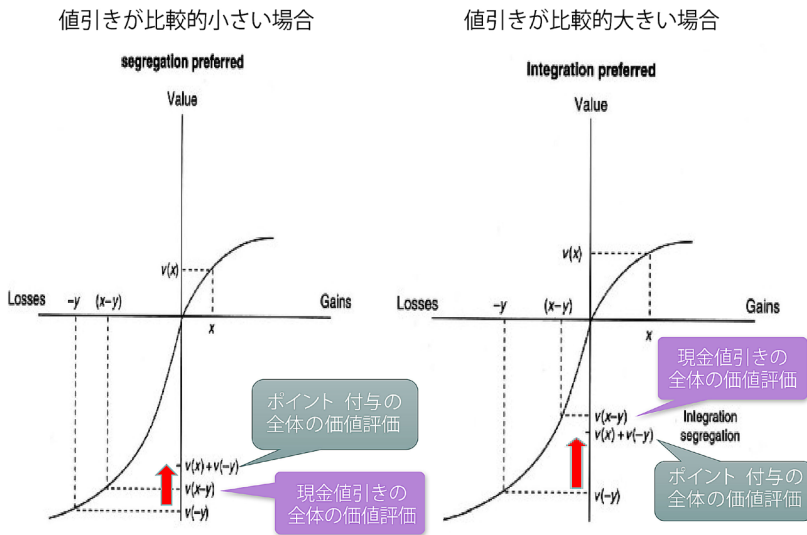 値引きが比較的小さい場合
segregation preferred
Value
v(x)
Losses
−y
(x−y)
Gains
x
ポイント 付与の
全体の価値評価
v(x)+v(−y)
v(x−y)
v(−y)
現金値引きの
全体の価値評価
値引きが比較的大きい場合
Integration preferred
Value
v(x)
Losses
−y
(x−y)
Gains
x
現金値引きの
全体の価値評価
v(x−y)
Integration
v(x)+v(−y)
segregation
v(−y)
ポイント 付与の
全体の価値評価